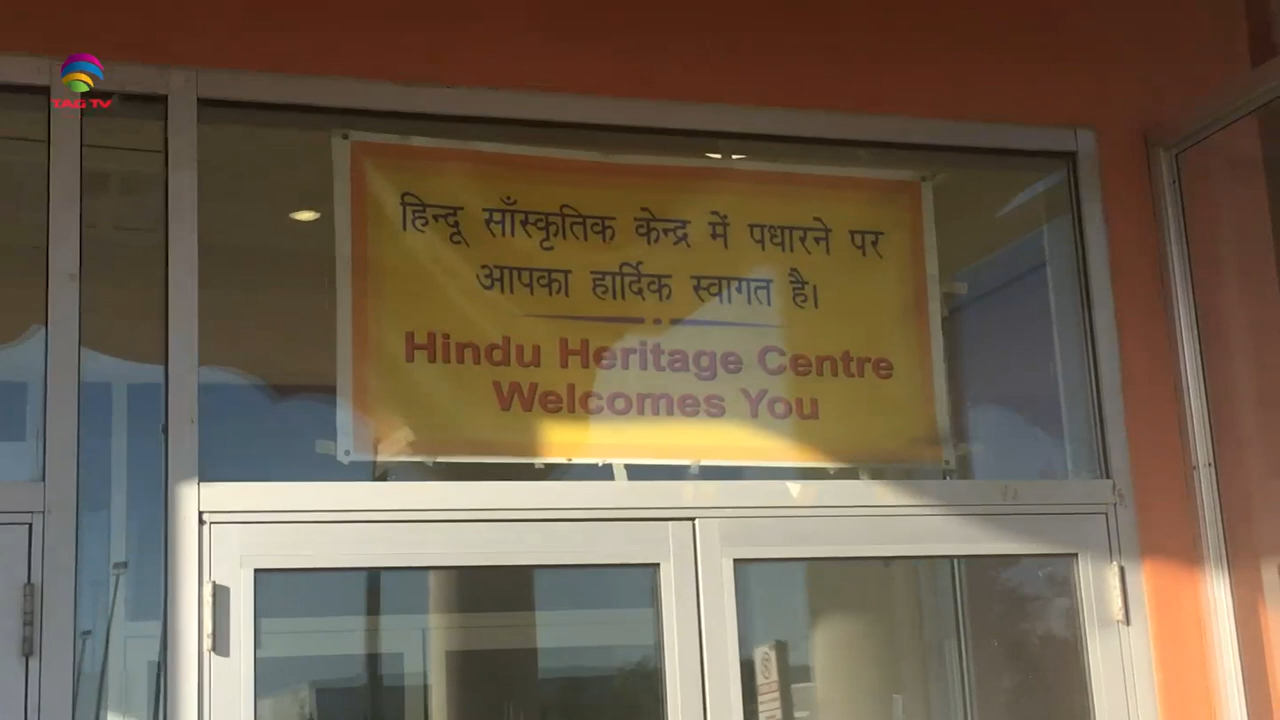 TAG TV
हिन्दू साँस्कृतिक केन्द्र में पधारने पर
आपका हार्दिक स्वागत है।
Hindu Heritage Centre
Welcomes You